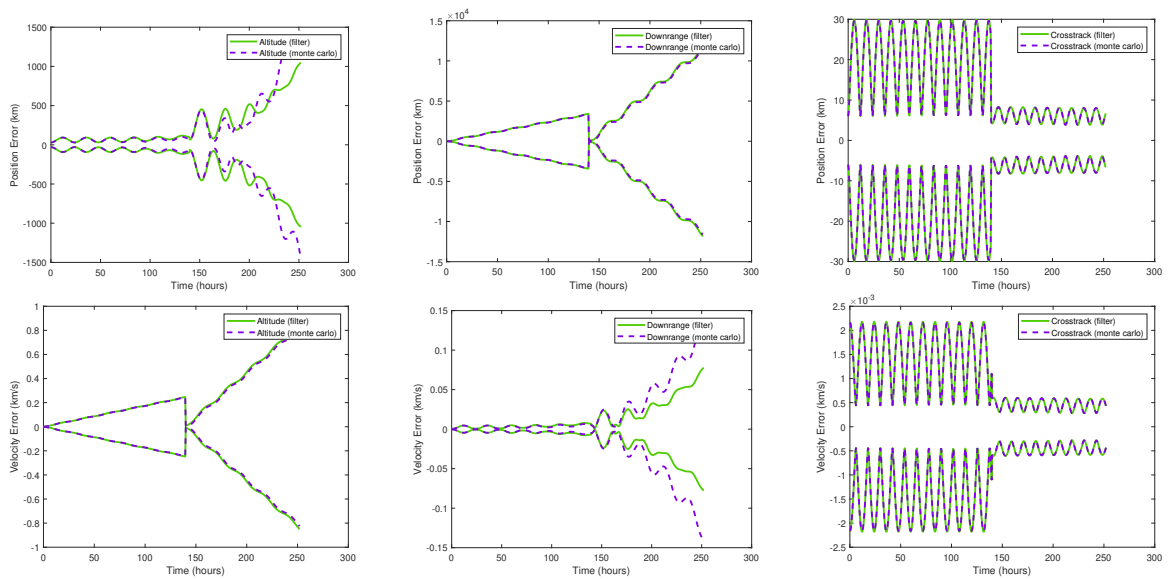 1500
1000
500
0
-500
-1000
-1500
0 50 100 150 200 250 300
Time (hours)
Position Error (km)
Altitude (filter)
Altitude (monte carlo)
×10⁴
1.5
1
0.5
0
-0.5
-1
-1.5
0 50 100 150 200 250 300
Time (hours)
Position Error (km)
Downrange (filter)
Downrange (monte carlo)
30
20
10
0
-10
-20
-30
0 50 100 150 200 250 300
Time (hours)
Position Error (km)
Crosstrack (filter)
Crosstrack (monte carlo)
1
0.8
0.6
0.4
0.2
0
-0.2
-0.4
-0.6
-0.8
-1
0 50 100 150 200 250 300
Time (hours)
Velocity Error (km/s)
Altitude (filter)
Altitude (monte carlo)
0.15
0.1
0.05
0
-0.05
-0.1
-0.15
0 50 100 150 200 250 300
Time (hours)
Velocity Error (km/s)
Downrange (filter)
Downrange (monte carlo)
×10⁻³
2.5
2
1.5
1
0.5
0
-0.5
-1
-1.5
-2
-2.5
0 50 100 150 200 250 300
Time (hours)
Velocity Error (km/s)
Crosstrack (filter)
Crosstrack (monte carlo)